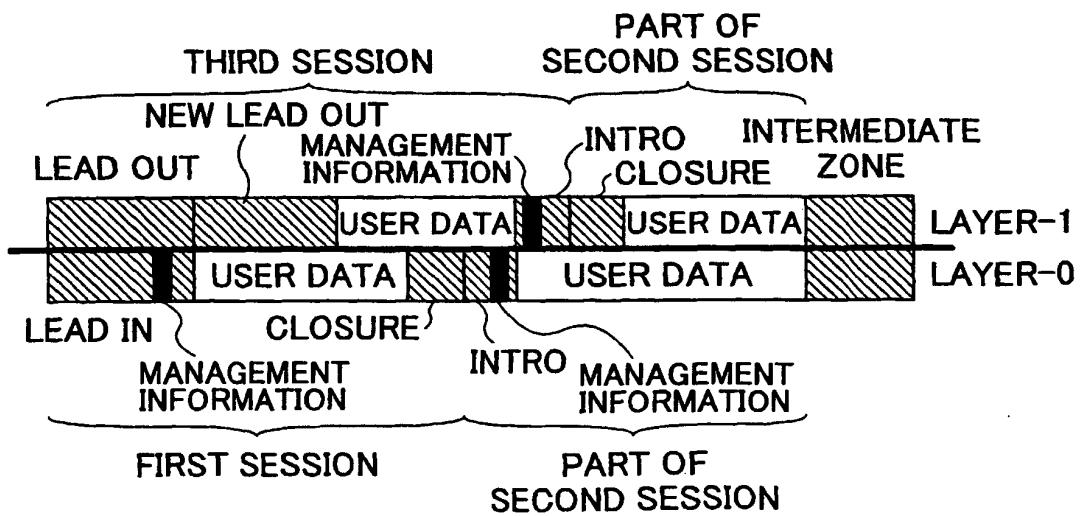 PART OF
SECOND SESSION
THIRD SESSION
NEW LEAD OUT
MANAGEMENT
INFORMATION
INTRO
CLOSURE
INTERMEDIATE
ZONE
LEAD OUT
USER DATA
USER DATA
LAYER-1
USER DATA
USER DATA
LAYER-0
LEAD IN
CLOSURE
INTRO
MANAGEMENT
INFORMATION
MANAGEMENT
INFORMATION
FIRST SESSION
PART OF
SECOND SESSION